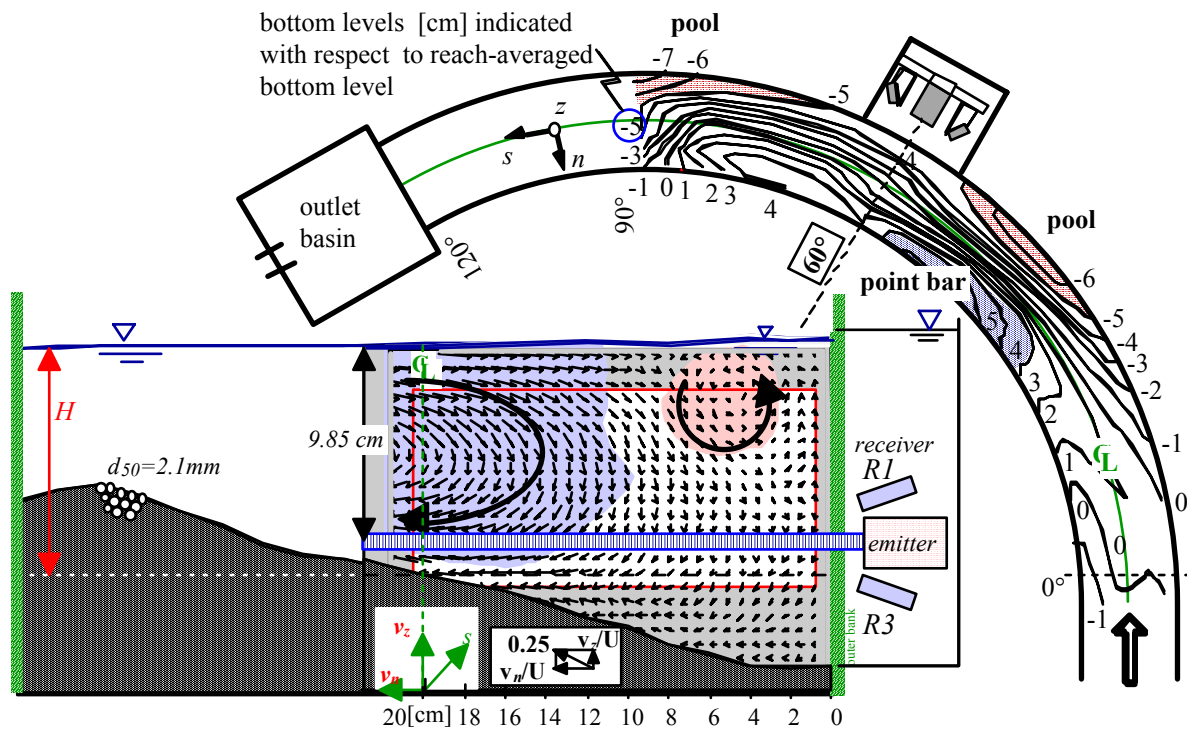 bottom levels [cm] indicated
with respect to reach-averaged
bottom level
pool
-7
-6
-5
-5
z
s
n
-3
-1
0
1
2
3
4
4
90°
60°
outlet
basin
120°
pool
-6
-5
-4
-3
-2
-1
0
point bar
5
4
3
2
1
0
0
0°
-1
℄
℄
H
9.85 cm
d50=2.1mm
receiver
R1
emitter
R3
outer bank
vz
s
vn
0.25
vz/U
vn/U
20[cm]
18
16
14
12
10
8
6
4
2
0